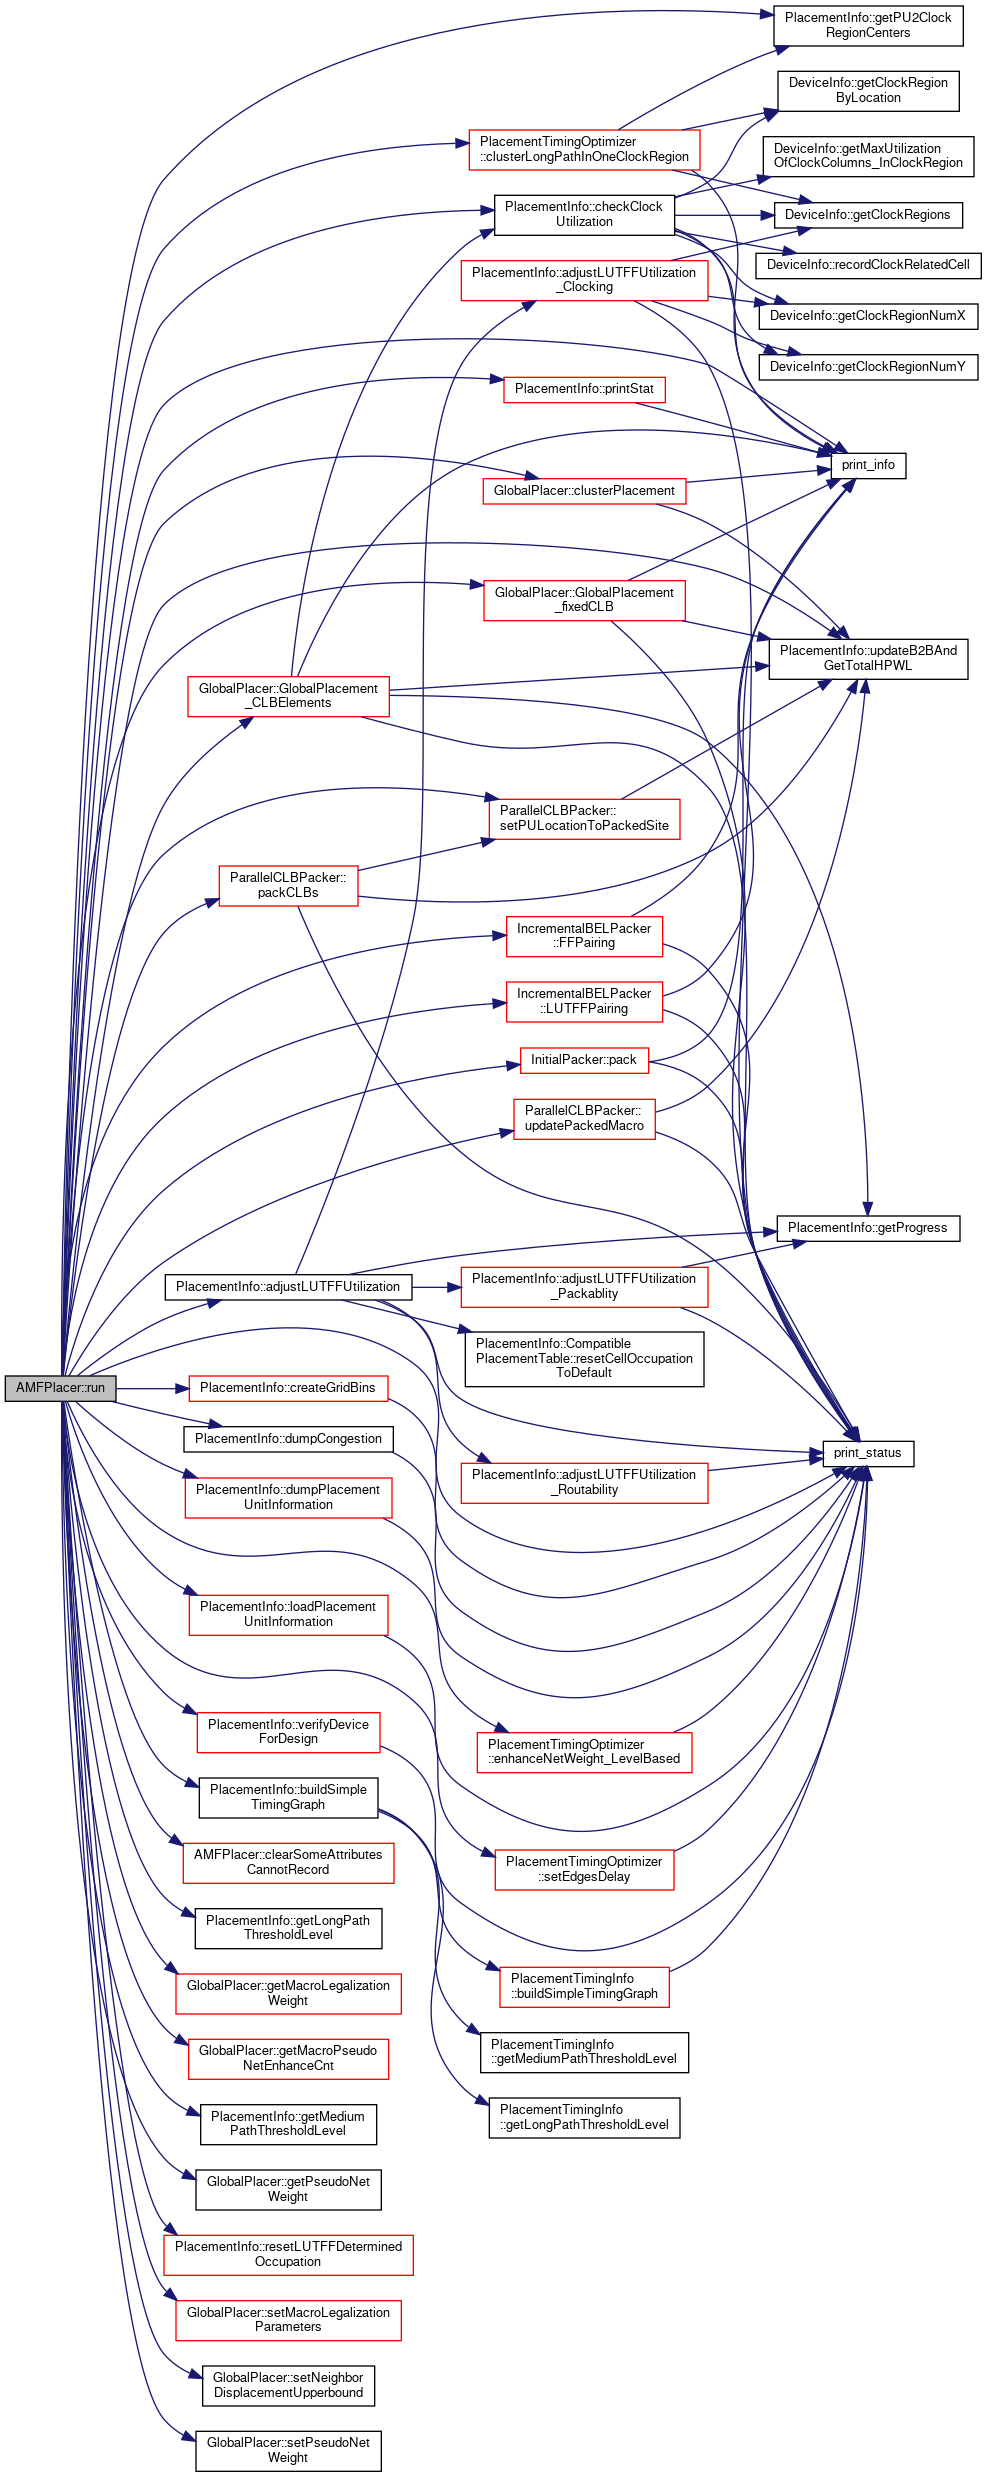 PlacementInfo::getPU2Clock
RegionCenters
DeviceInfo::getClockRegion
ByLocation
PlacementTimingOptimizer
::clusterLongPathInOneClockRegion
DeviceInfo::getMaxUtilization
OfClockColumns_InClockRegion
PlacementInfo::checkClock
Utilization
DeviceInfo::getClockRegions
DeviceInfo::recordClockRelatedCell
PlacementInfo::adjustLUTFFUtilization
_Clocking
DeviceInfo::getClockRegionNumX
DeviceInfo::getClockRegionNumY
PlacementInfo::printStat
print_info
GlobalPlacer::clusterPlacement
GlobalPlacer::GlobalPlacement
_fixedCLB
PlacementInfo::updateB2BAnd
GetTotalHPWL
GlobalPlacer::GlobalPlacement
_CLBElements
ParallelCLBPacker::
setPULocationToPackedSite
ParallelCLBPacker::
packCLBs
IncrementalBELPacker
::FFPairing
IncrementalBELPacker
::LUTFFPairing
InitialPacker::pack
ParallelCLBPacker::
updatePackedMacro
PlacementInfo::getProgress
PlacementInfo::adjustLUTFFUtilization
PlacementInfo::adjustLUTFFUtilization
_Packablity
PlacementInfo::Compatible
PlacementTable::resetCellOccupation
ToDefault
AMFPlacer::run
PlacementInfo::createGridBins
PlacementInfo::dumpCongestion
print_status
PlacementInfo::adjustLUTFFUtilization
_Routability
PlacementInfo::dumpPlacement
UnitInformation
PlacementInfo::loadPlacement
UnitInformation
PlacementInfo::verifyDevice
ForDesign
PlacementTimingOptimizer
::enhanceNetWeight_LevelBased
PlacementInfo::buildSimple
TimingGraph
AMFPlacer::clearSomeAttributes
CannotRecord
PlacementTimingOptimizer
::setEdgesDelay
PlacementInfo::getLongPath
ThresholdLevel
GlobalPlacer::getMacroLegalization
Weight
PlacementTimingInfo
::buildSimpleTimingGraph
GlobalPlacer::getMacroPseudo
NetEnhanceCnt
PlacementTimingInfo
::getMediumPathThresholdLevel
PlacementInfo::getMedium
PathThresholdLevel
PlacementTimingInfo
::getLongPathThresholdLevel
GlobalPlacer::getPseudoNet
Weight
PlacementInfo::resetLUTFFDetermined
Occupation
GlobalPlacer::setMacroLegalization
Parameters
GlobalPlacer::setNeighbor
DisplacementUpperbound
GlobalPlacer::setPseudoNet
Weight